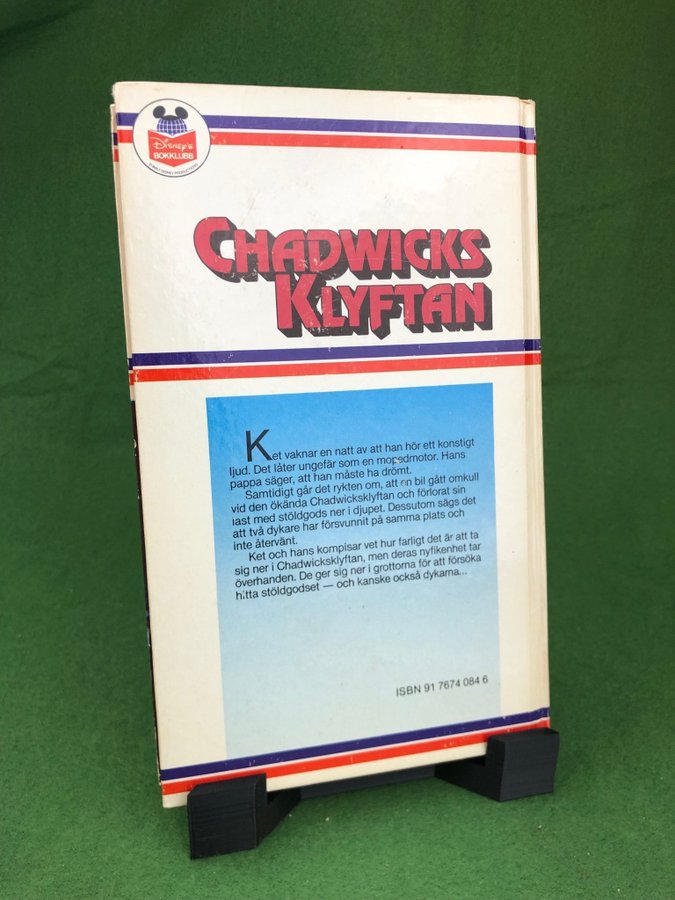 DISNEY'S
BOKKLUBB
CHADWICKS
KLYFTAN
Ket vaknar en natt av att han hör ett konstigt
ljud. Det låter ungefär som en mopedmotor. Hans
pappa säger, att han måste ha drömt.
Samtidigt går det rykten om, att en bil gått omkull
vid den ökända Chadwicksklyftan och förlorat sin
last med stöldgods ner i djupet. Dessutom sägs det
att två dykare har försvunnit på samma plats och
inte återvänt.
Ket och hans kompisar vet hur farligt det är att ta
sig ner i Chadwicksklyftan, men deras nyfikenhet tar
överhanden. De ger sig ner i grottorna för att försöka
hitta stöldgodset — och kanske också dykarna...
ISBN 91 7674 084 6